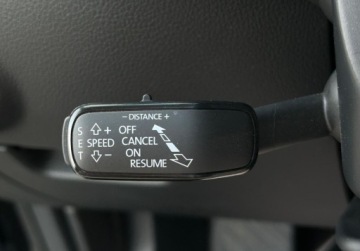 - DISTANCE +
S + OFF
E SPEED CANCEL
T - ON
RESUME